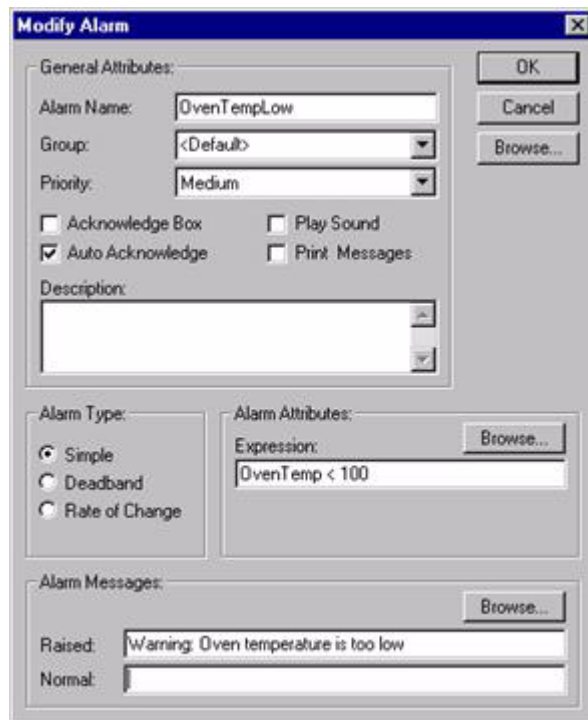 Modify Alarm
General Attributes:
OK
Alarm Name: OvenTempLow
Cancel
Group: <Default>
Browse...
Priority: Medium
Acknowledge Box Play Sound
Auto Acknowledge Print Messages
Description:
Alarm Type: Alarm Attributes:
Browse...
Expression:
Simple
OvenTemp < 100
Deadband
Rate of Change
Alarm Messages:
Browse...
Raised: Warning: Oven temperature is too low
Normal: